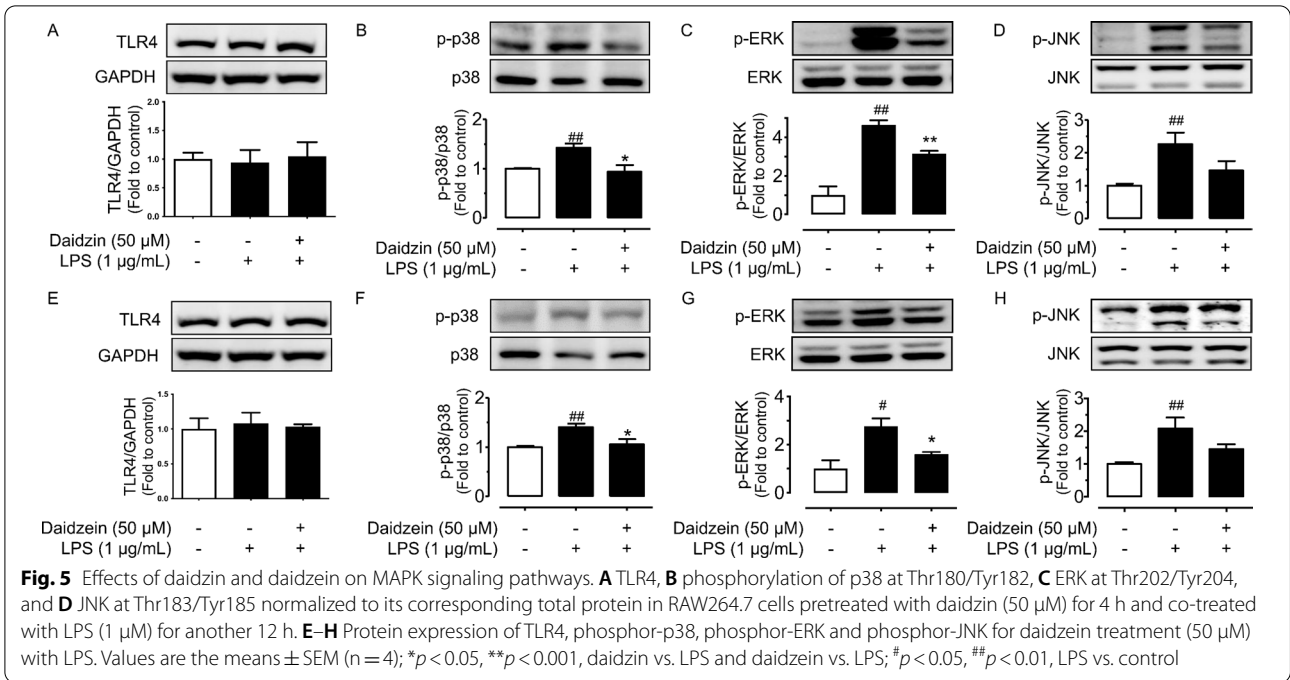 A
TLR4
GAPDH
TLR4/GAPDH
(Fold to control)
1.0
1.5
1.0
0.5
0.0
Daidzin (50 µM) - - +
LPS (1 µg/mL) - + +
B
p-p38
p38
p-p38/p38
(Fold to control)
2
1
0
##
*
Daidzin (50 µM) - - +
LPS (1 µg/mL) - + +
C
p-ERK
ERK
p-ERK/ERK
(Fold to control)
4
2
0
##
**
Daidzin (50 µM) - - +
LPS (1 µg/mL) - + +
D
p-JNK
JNK
p-JNK/JNK
(Fold to control)
3
2
1
0
##
Daidzin (50 µM) - - +
LPS (1 µg/mL) - + +
E
TLR4
GAPDH
TLR4/GAPDH
(Fold to control)
1.5
1.0
0.5
0.0
Daidzein (50 µM) - - +
LPS (1 µg/mL) - + +
F
p-p38
p38
p-p38/p38
(Fold to control)
2
1
0
##
*
Daidzein (50 µM) - - +
LPS (1 µg/mL) - + +
G
p-ERK
ERK
p-ERK/ERK
(Fold to control)
4
3
2
1
0
#
*
Daidzein (50 µM) - - +
LPS (1 µg/mL) - + +
H
p-JNK
JNK
p-JNK/JNK
(Fold to control)
3
2
1
0
##
Daidzein (50 µM) - - +
LPS (1 µg/mL) - + +
Fig. 5 Effects of daidzin and daidzein on MAPK signaling pathways. A TLR4, B phosphorylation of p38 at Thr180/Tyr182, C ERK at Thr202/Tyr204,
and D JNK at Thr183/Tyr185 normalized to its corresponding total protein in RAW264.7 cells pretreated with daidzin (50 µM) for 4 h and co-treated
with LPS (1 µM) for another 12 h. E–H Protein expression of TLR4, phosphor-p38, phosphor-ERK and phosphor-JNK for daidzein treatment (50 µM)
with LPS. Values are the means ± SEM (n = 4); *p < 0.05, **p < 0.001, daidzin vs. LPS and daidzein vs. LPS; #p < 0.05, ##p < 0.01, LPS vs. control